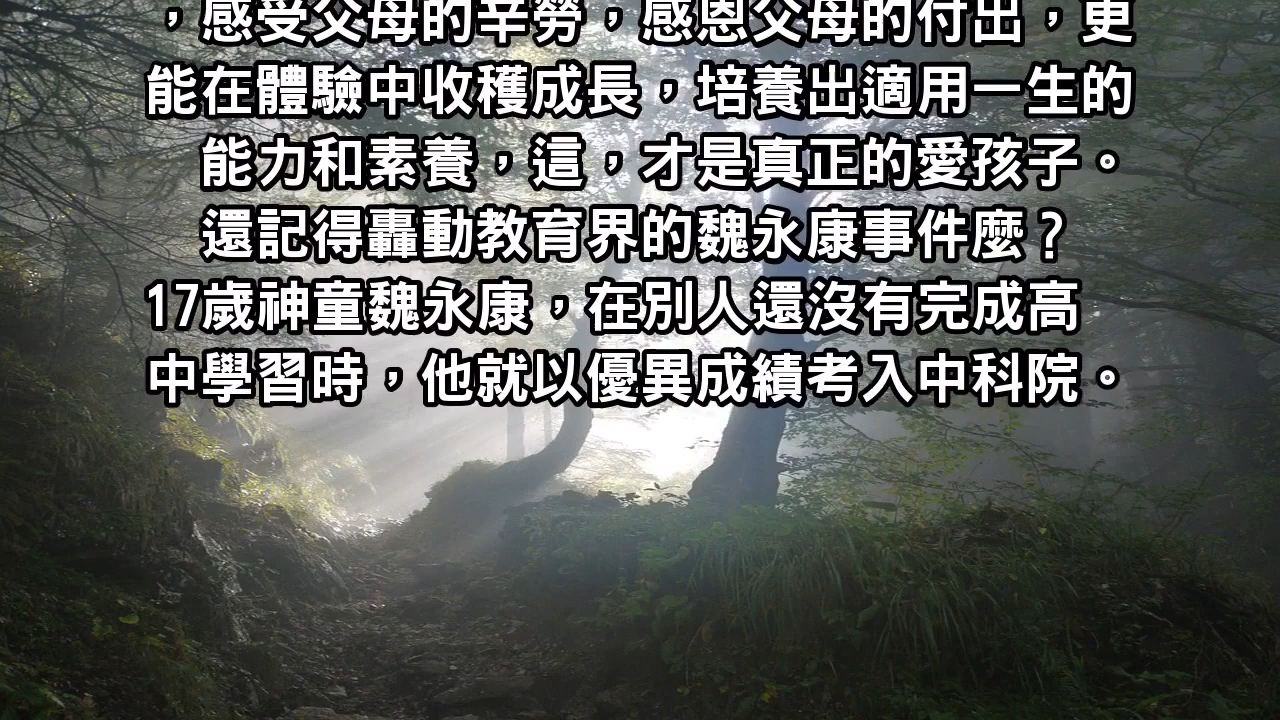 ，感受父母的辛勞，感恩父母的付出，更
能在體驗中收穫成長，培養出適用一生的
能力和素養，這，才是真正的愛孩子。
還記得轟動教育界的魏永康事件麼？
17歲神童魏永康，在別人還沒有完成高
中學習時，他就以優異成績考入中科院。